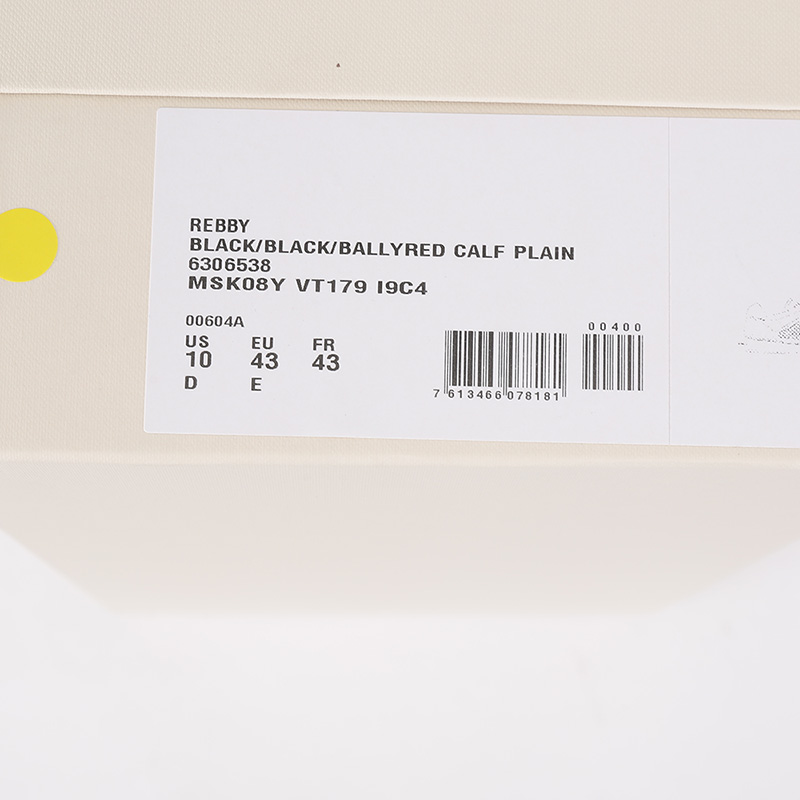 REBBY
BLACK/BLACK/BALLYRED CALF PLAIN
6306538
MSK08Y VT179 I9C4
00604A
US EU FR
10 43 43
D E
00400
7 613466 078181